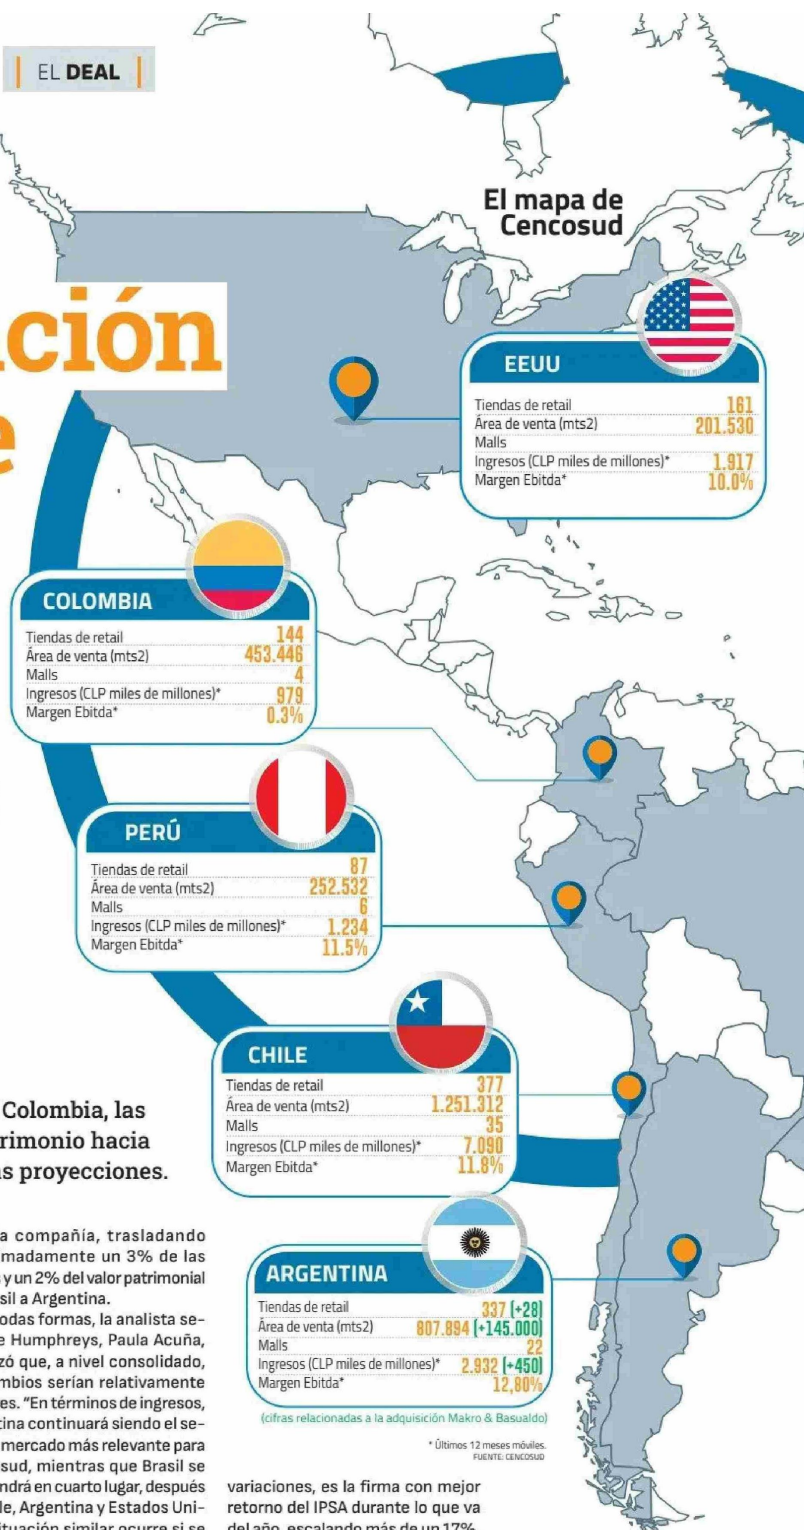 EL DEAL
El mapa de
Cencosud
ción
e
EEUU
Tiendas de retail 161
Área de venta (mts2) 201.530
Malls
Ingresos (CLP miles de millones)* 1.917
Margen Ebitda* 10.0%
COLOMBIA
Tiendas de retail 144
Área de venta (mts2) 453.446
Malls 4
Ingresos (CLP miles de millones)* 979
Margen Ebitda* 0.3%
PERÚ
Tiendas de retail 87
Área de venta (mts2) 252.532
Malls 6
Ingresos (CLP miles de millones)* 1.234
Margen Ebitda* 11.5%
CHILE
Tiendas de retail 377
Área de venta (mts2) 1.251.312
Malls 35
Ingresos (CLP miles de millones)* 7.090
Margen Ebitda* 11.8%
ARGENTINA
Tiendas de retail 337 (+28)
Área de venta (mts2) 807.894 (+145.000)
Malls 22
Ingresos (CLP miles de millones)* 2.932 (+450)
Margen Ebitda* 12,80%
(cifras relacionadas a la adquisición Makro & Basualdo)
* Últimos 12 meses móviles.
FUENTE: CENCOSUD
Colombia, las
rimonio hacia
as proyecciones.
a compañía, trasladando
madamente un 3% de las
s y un 2% del valor patrimonial
sil a Argentina.
odas formas, la analista se-
e Humphreys, Paula Acuña,
zó que, a nivel consolidado,
mbios serían relativamente
es. "En términos de ingresos,
tina continuará siendo el se-
mercado más relevante para
sud, mientras que Brasil se
ndrá en cuarto lugar, después
le, Argentina y Estados Uni-
ituación similar ocurre si se
variaciones, es la firma con mejor
retorno del IPSA durante lo que va
del año, escalando más de un 17%